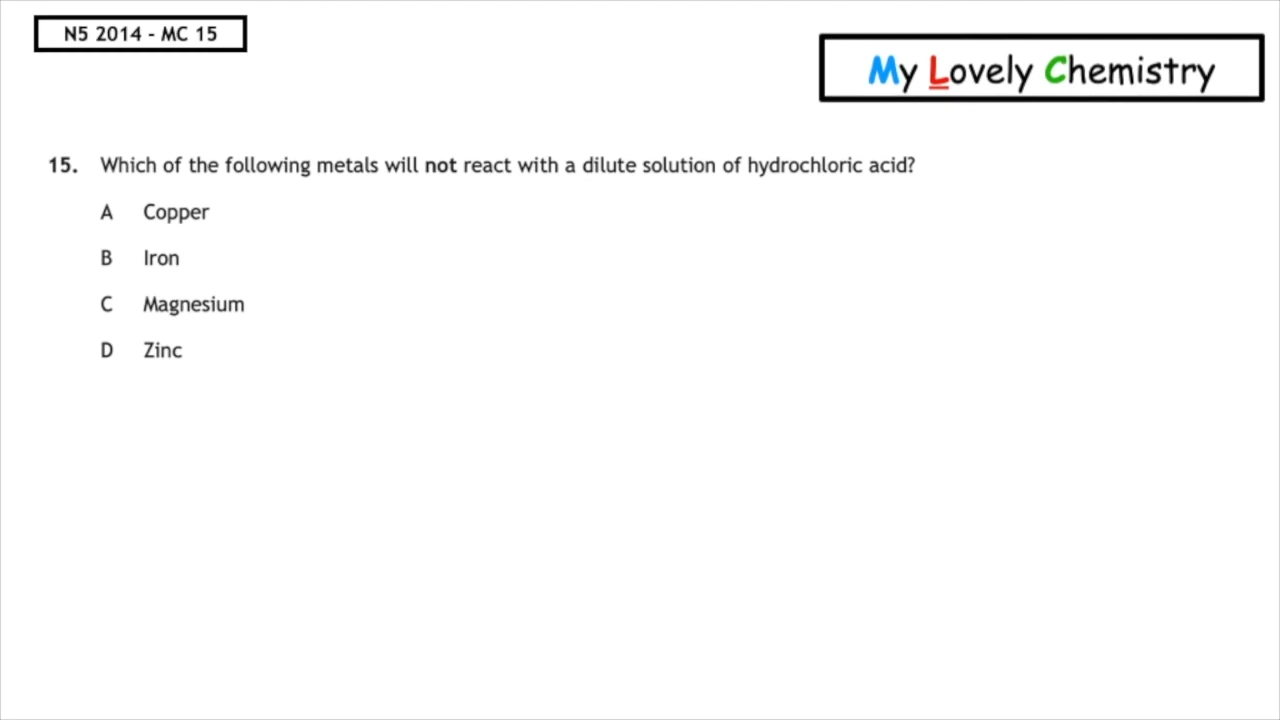 N5 2014 - MC 15
My Lovely Chemistry
15. Which of the following metals will not react with a dilute solution of hydrochloric acid?
A Copper
B Iron
C Magnesium
D Zinc